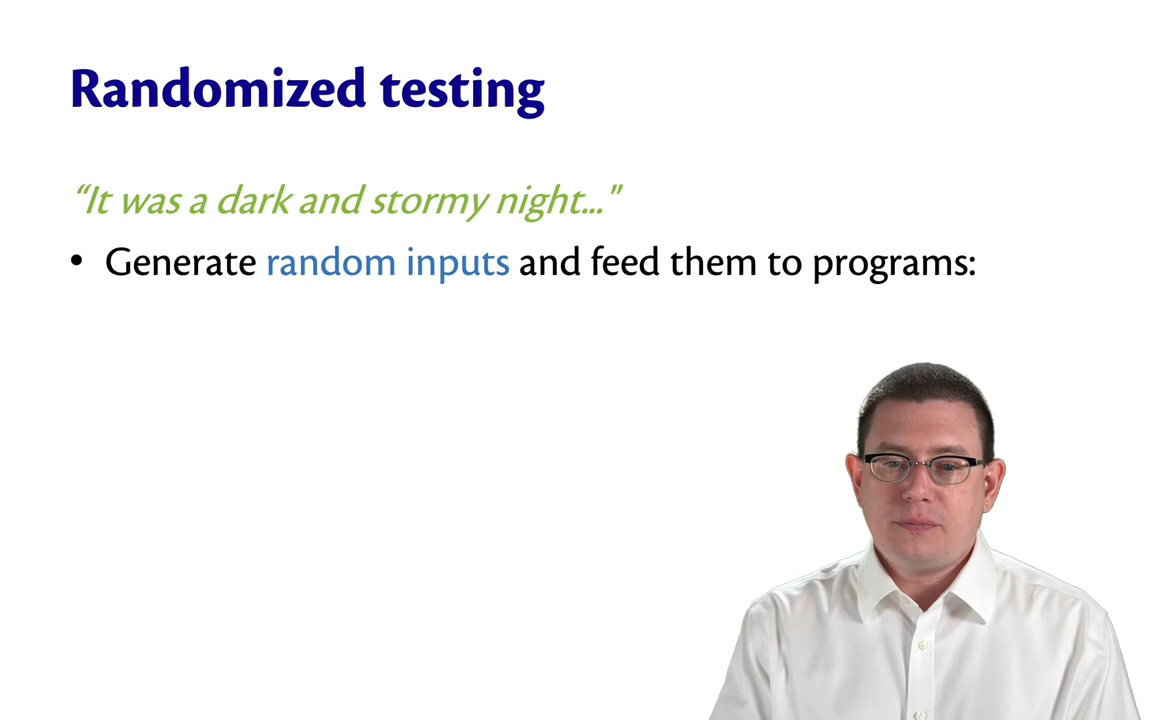 Randomized testing
“It was a dark and stormy night..."
• Generate random inputs and feed them to programs: